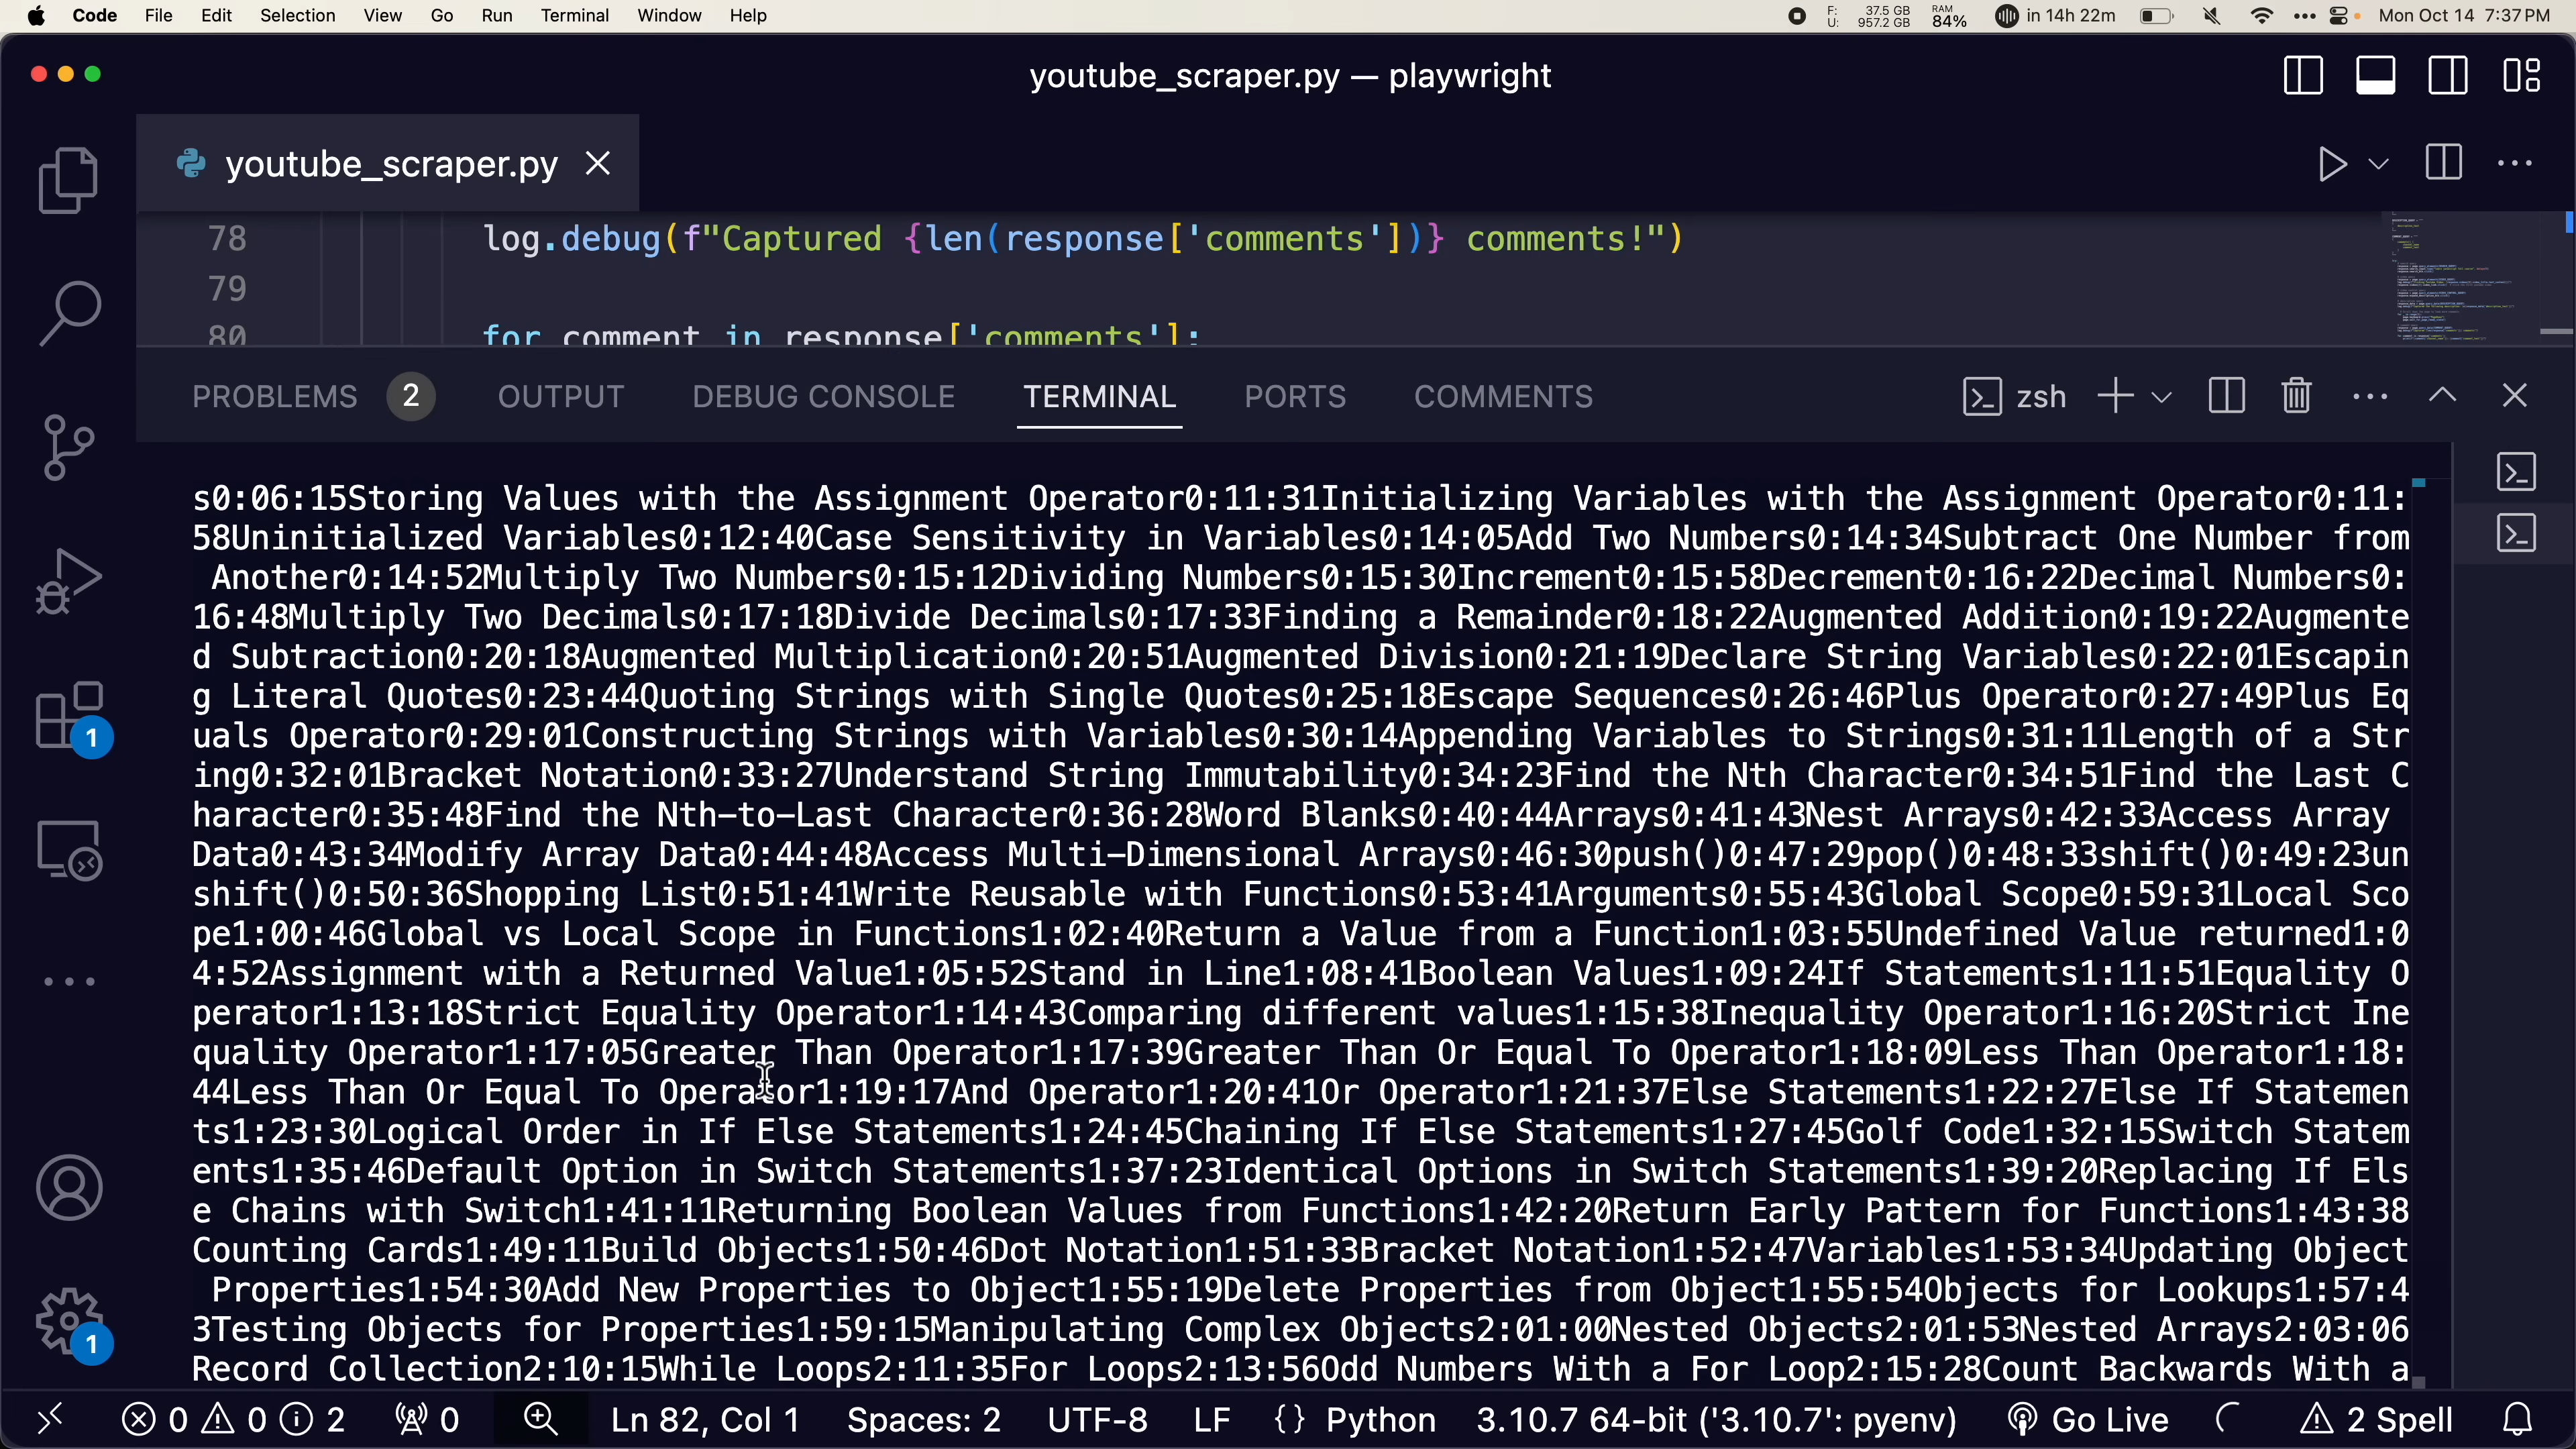 Code File Edit Selection View Go Run Terminal Window Help F: 37.5 GB U: 957.2 GB RAM 84% in 14h 22m Mon Oct 14 7:37 PM
youtube_scraper.py — playwright
youtube_scraper.py
78 log.debug(f"Captured {len(response['comments'])} comments!")
79
80 for comment in response['comments']:
PROBLEMS 2 OUTPUT DEBUG CONSOLE TERMINAL PORTS COMMENTS zsh
s0:06:15Storing Values with the Assignment Operator0:11:31Initializing Variables with the Assignment Operator0:11:
58Uninitialized Variables0:12:40Case Sensitivity in Variables0:14:05Add Two Numbers0:14:34Subtract One Number from
Another0:14:52Multiply Two Numbers0:15:12Dividing Numbers0:15:30Increment0:15:58Decrement0:16:22Decimal Numbers0:
16:48Multiply Two Decimals0:17:18Divide Decimals0:17:33Finding a Remainder0:18:22Augmented Addition0:19:22Augmente
d Subtraction0:20:18Augmented Multiplication0:20:51Augmented Division0:21:19Declare String Variables0:22:01Escapin
g Literal Quotes0:23:44Quoting Strings with Single Quotes0:25:18Escape Sequences0:26:46Plus Operator0:27:49Plus Eq
uals Operator0:29:01Constructing Strings with Variables0:30:14Appending Variables to Strings0:31:11Length of a Str
ing0:32:01Bracket Notation0:33:27Understand String Immutability0:34:23Find the Nth Character0:34:51Find the Last C
haracter0:35:48Find the Nth-to-Last Character0:36:28Word Blanks0:40:44Arrays0:41:43Nest Arrays0:42:33Access Array
Data0:43:34Modify Array Data0:44:48Access Multi-Dimensional Arrays0:46:30push()0:47:29pop()0:48:33shift()0:49:23un
shift()0:50:36Shopping List0:51:41Write Reusable with Functions0:53:41Arguments0:55:43Global Scope0:59:31Local Sco
pe1:00:46Global vs Local Scope in Functions1:02:40Return a Value from a Function1:03:55Undefined Value returned1:0
4:52Assignment with a Returned Value1:05:52Stand in Line1:08:41Boolean Values1:09:24If Statements1:11:51Equality O
perator1:13:18Strict Equality Operator1:14:43Comparing different values1:15:38Inequality Operator1:16:20Strict Ine
quality Operator1:17:05Greater Than Operator1:17:39Greater Than Or Equal To Operator1:18:09Less Than Operator1:18:
44Less Than Or Equal To Operator1:19:17And Operator1:20:41Or Operator1:21:37Else Statements1:22:27Else If Statemen
ts1:23:30Logical Order in If Else Statements1:24:45Chaining If Else Statements1:27:45Golf Code1:32:15Switch Statem
ents1:35:46Default Option in Switch Statements1:37:23Identical Options in Switch Statements1:39:20Replacing If Els
e Chains with Switch1:41:11Returning Boolean Values from Functions1:42:20Return Early Pattern for Functions1:43:38
Counting Cards1:49:11Build Objects1:50:46Dot Notation1:51:33Bracket Notation1:52:47Variables1:53:34Updating Object
Properties1:54:30Add New Properties to Object1:55:19Delete Properties from Object1:55:54Objects for Lookups1:57:4
3Testing Objects for Properties1:59:15Manipulating Complex Objects2:01:00Nested Objects2:01:53Nested Arrays2:03:06
Record Collection2:10:15While Loops2:11:35For Loops2:13:56Odd Numbers With a For Loop2:15:28Count Backwards With a
0 0 2 0 Ln 82, Col 1 Spaces: 2 UTF-8 LF {} Python 3.10.7 64-bit ('3.10.7': pyenv) Go Live 2 Spell
1
1